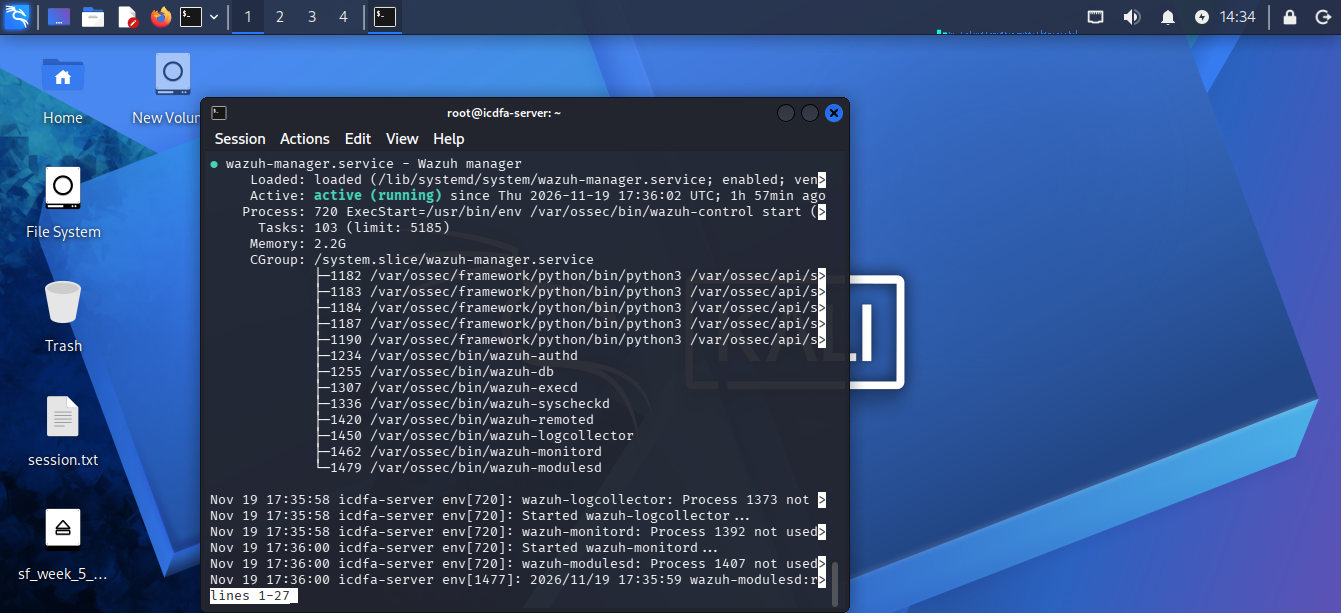 1 2 3 4
14:34
Home
New Volu
File System
Trash
session.txt
sf_week_5_...
root@icdfa-server: ~
Session Actions Edit View Help
● wazuh-manager.service - Wazuh manager
Loaded: loaded (/lib/systemd/system/wazuh-manager.service; enabled; ven>
Active: active (running) since Thu 2026-11-19 17:36:02 UTC; 1h 57min ago
Process: 720 ExecStart=/usr/bin/env /var/ossec/bin/wazuh-control start (>
Tasks: 103 (limit: 5185)
Memory: 2.2G
CGroup: /system.slice/wazuh-manager.service
├─1182 /var/ossec/framework/python/bin/python3 /var/ossec/api/s>
├─1183 /var/ossec/framework/python/bin/python3 /var/ossec/api/s>
├─1184 /var/ossec/framework/python/bin/python3 /var/ossec/api/s>
├─1187 /var/ossec/framework/python/bin/python3 /var/ossec/api/s>
├─1190 /var/ossec/framework/python/bin/python3 /var/ossec/api/s>
├─1234 /var/ossec/bin/wazuh-authd
├─1255 /var/ossec/bin/wazuh-db
├─1307 /var/ossec/bin/wazuh-execd
├─1336 /var/ossec/bin/wazuh-syscheckd
├─1420 /var/ossec/bin/wazuh-remoted
├─1450 /var/ossec/bin/wazuh-logcollector
├─1462 /var/ossec/bin/wazuh-monitord
└─1479 /var/ossec/bin/wazuh-modulesd
Nov 19 17:35:58 icdfa-server env[720]: wazuh-logcollector: Process 1373 not >
Nov 19 17:35:58 icdfa-server env[720]: Started wazuh-logcollector...
Nov 19 17:35:58 icdfa-server env[720]: wazuh-monitord: Process 1392 not used>
Nov 19 17:36:00 icdfa-server env[720]: Started wazuh-monitord...
Nov 19 17:36:00 icdfa-server env[720]: wazuh-modulesd: Process 1407 not used>
Nov 19 17:36:00 icdfa-server env[1477]: 2026/11/19 17:35:59 wazuh-modulesd:r>
lines 1-27
KALI